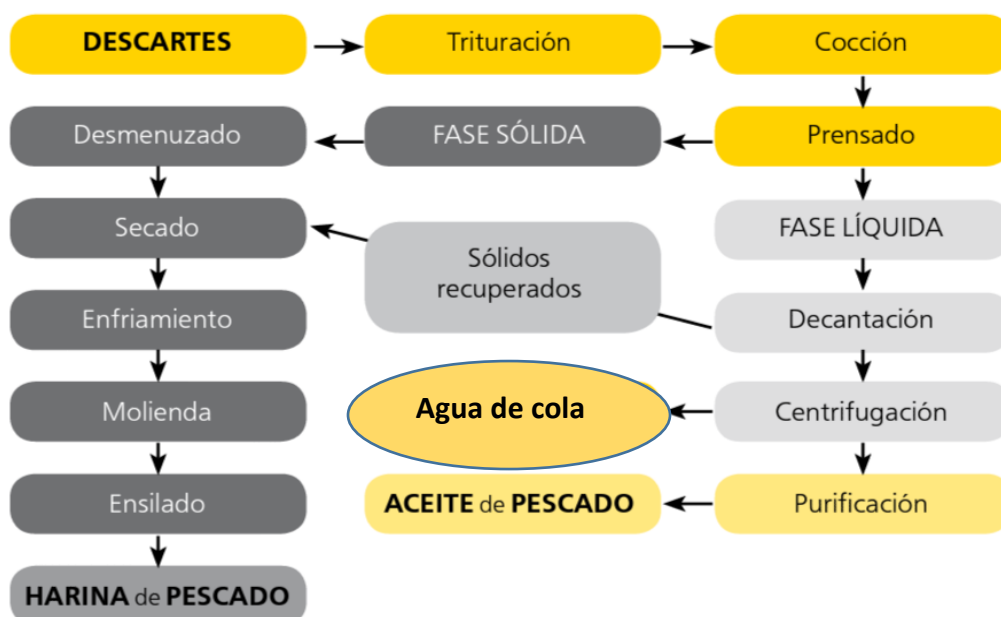 DESCARTES
Trituración
Cocción
Desmenuzado
FASE SÓLIDA
Prensado
Secado
Sólidos
recuperados
FASE LÍQUIDA
Enfriamiento
Decantación
Molienda
Agua de cola
Centrifugación
Ensilado
ACEITE de PESCADO
Purificación
HARINA de PESCADO